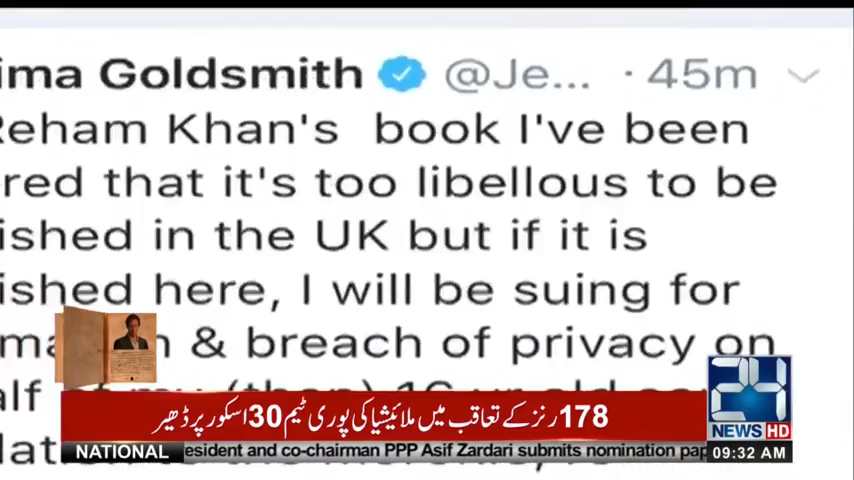 ima Goldsmith @Je... · 45m
Reham Khan's book I've been
red that it's too libellous to be
ished in the UK but if it is
ished here, I will be suing for
& breach of privacy on
alf
178 رنز کے تعاقب میں ملائیشیا کی پوری ٹیم 30 اسکور پر ڈھیر
24
NEWS HD
NATIONAL esident and co-chairman PPP Asif Zardari submits nomination pap 09:32 AM